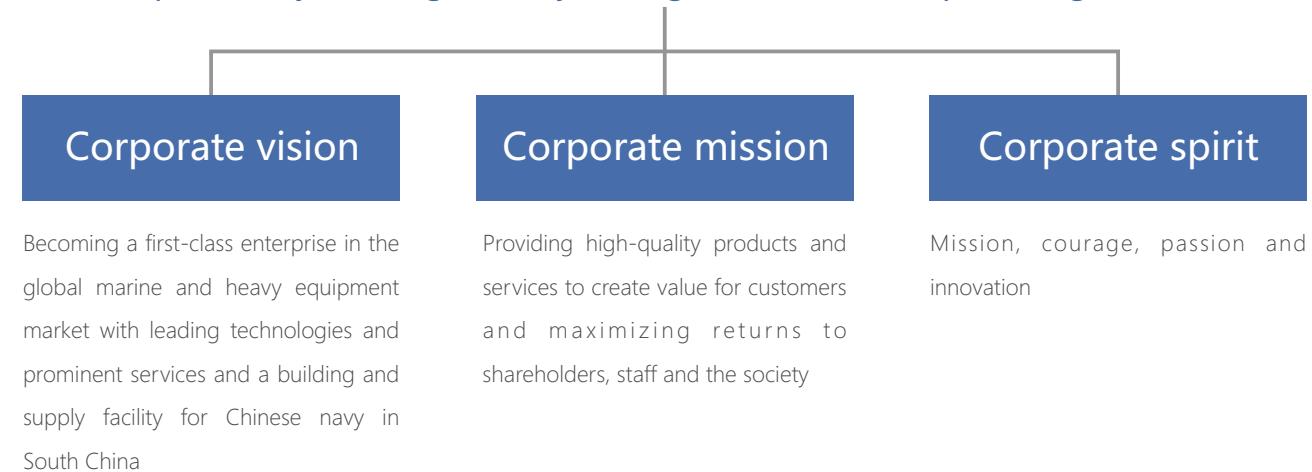 Corporate vision
Becoming a first-class enterprise in the
global marine and heavy equipment
market with leading technologies and
prominent services and a building and
supply facility for Chinese navy in
South China
Corporate mission
Providing high-quality products and
services to create value for customers
and maximizing returns to
shareholders, staff and the society
Corporate spirit
Mission, courage, passion and
innovation